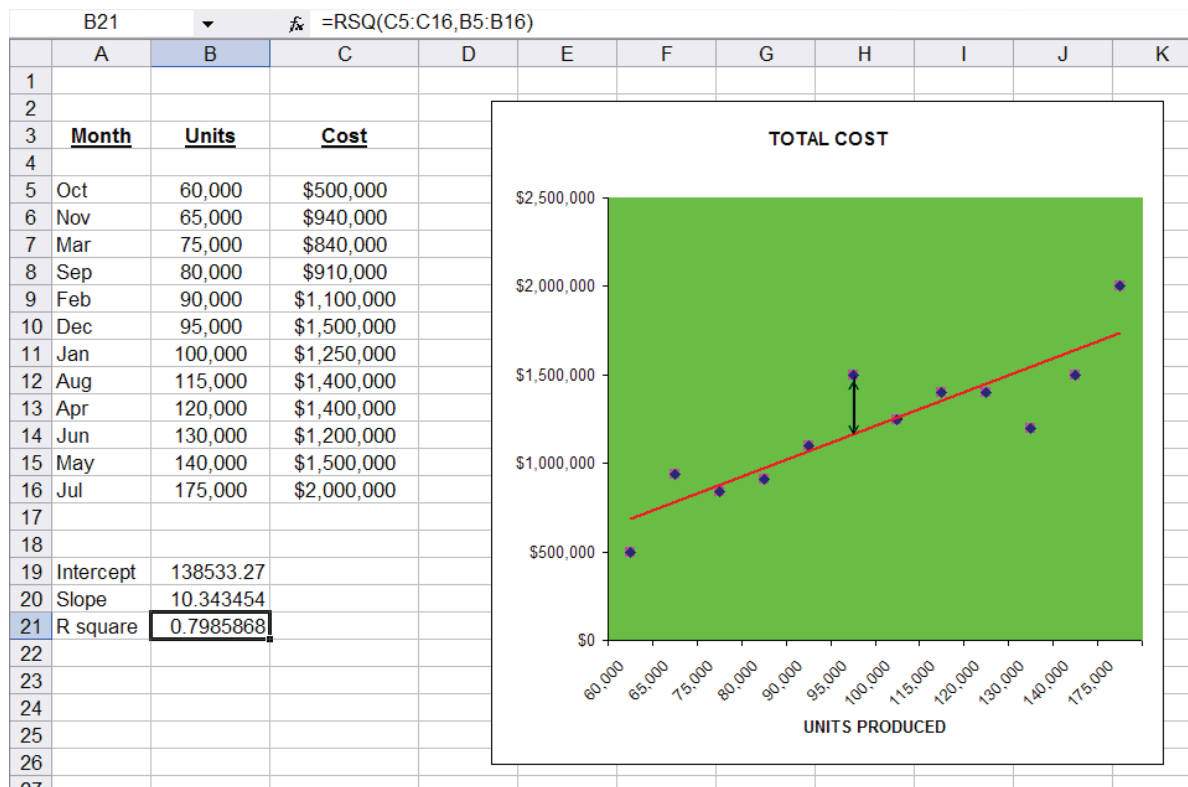 B21 fx =RSQ(C5:C16,B5:B16)
A B C D E F G H I J K
1
2
3 Month Units Cost
4
5 Oct 60,000 $500,000
6 Nov 65,000 $940,000
7 Mar 75,000 $840,000
8 Sep 80,000 $910,000
9 Feb 90,000 $1,100,000
10 Dec 95,000 $1,500,000
11 Jan 100,000 $1,250,000
12 Aug 115,000 $1,400,000
13 Apr 120,000 $1,400,000
14 Jun 130,000 $1,200,000
15 May 140,000 $1,500,000
16 Jul 175,000 $2,000,000
17
18
19 Intercept 138533.27
20 Slope 10.343454
21 R square 0.7985868
22
23
24
25
26
27
TOTAL COST
$2,500,000
$2,000,000
$1,500,000
$1,000,000
$500,000
$0
60,000 65,000 75,000 80,000 90,000 95,000 100,000 115,000 120,000 130,000 140,000 175,000
UNITS PRODUCED